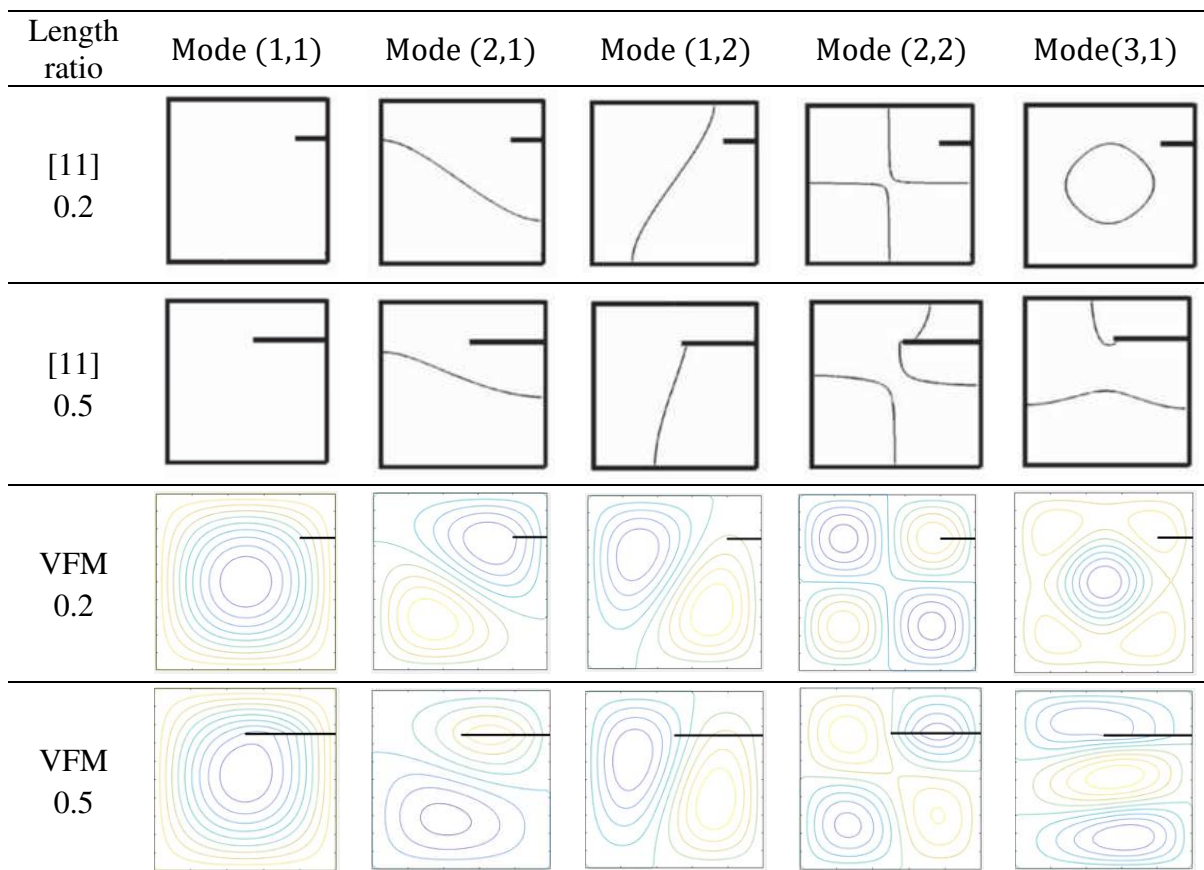 Length ratio Mode (1,1) Mode (2,1) Mode (1,2) Mode (2,2) Mode(3,1)
[11]
0.2
[11]
0.5
VFM
0.2
VFM
0.5